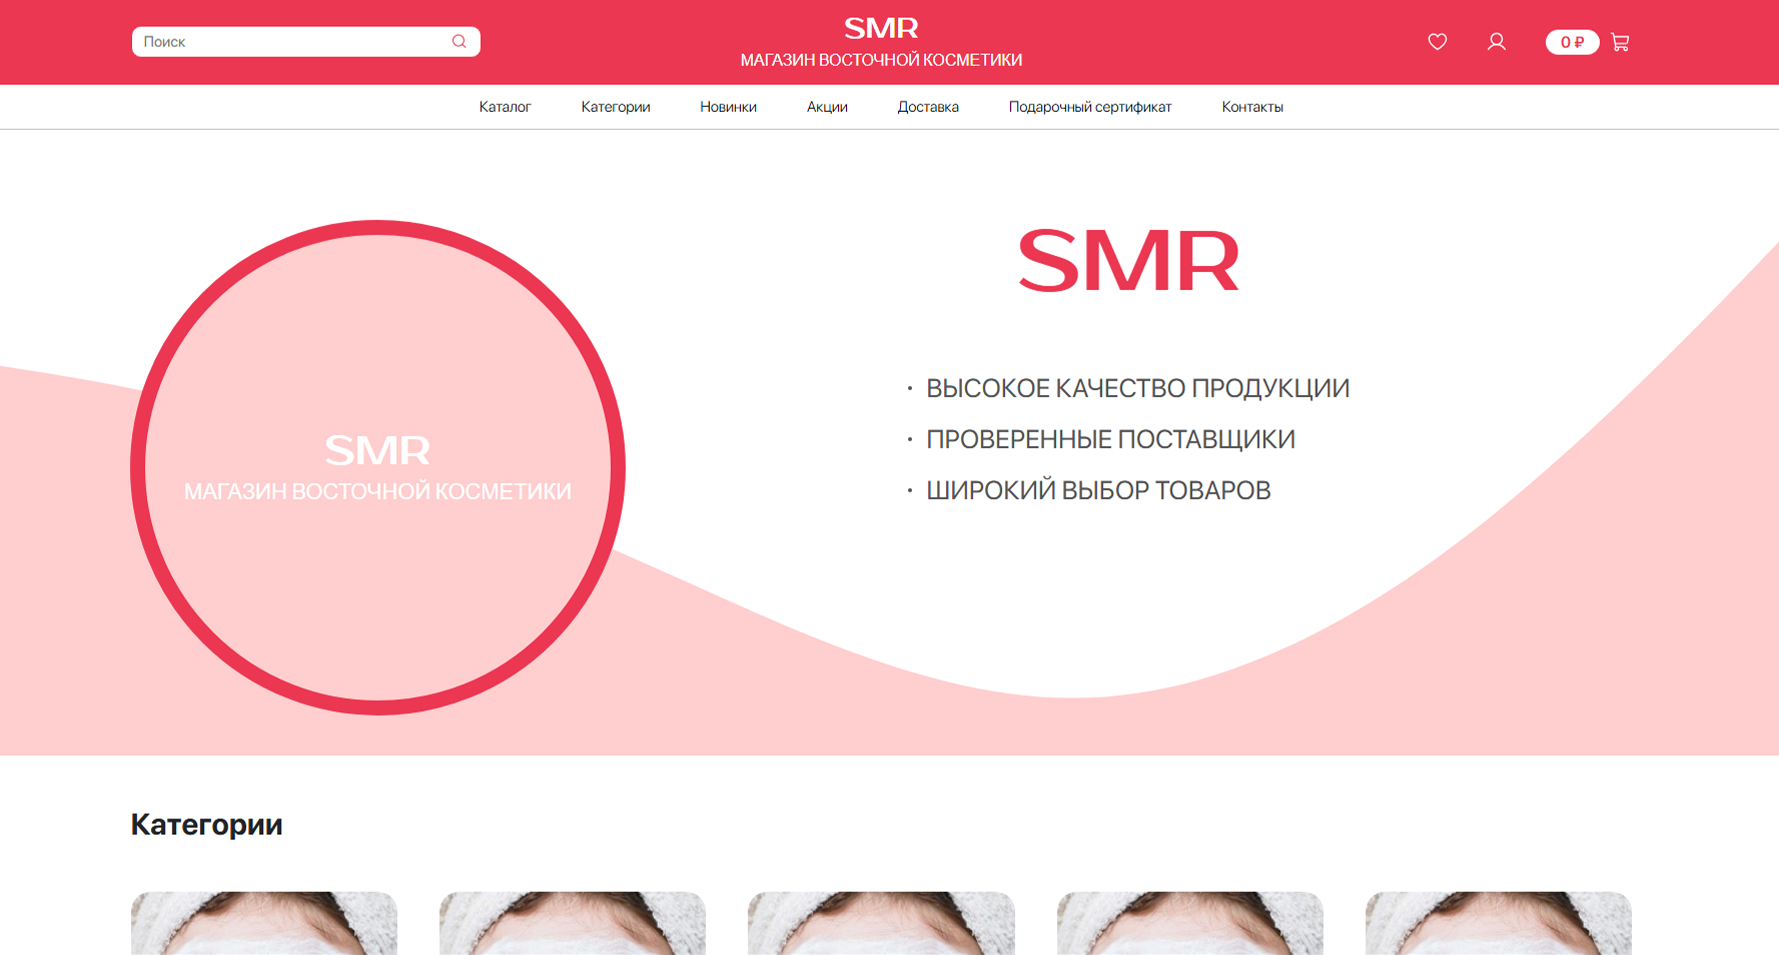 Поиск
SMR
МАГАЗИН ВОСТОЧНОЙ КОСМЕТИКИ
0 ₽
Каталог Категории Новинки Акции Доставка Подарочный сертификат Контакты
SMR
МАГАЗИН ВОСТОЧНОЙ КОСМЕТИКИ
SMR
· ВЫСОКОЕ КАЧЕСТВО ПРОДУКЦИИ
· ПРОВЕРЕННЫЕ ПОСТАВЩИКИ
· ШИРОКИЙ ВЫБОР ТОВАРОВ
Категории